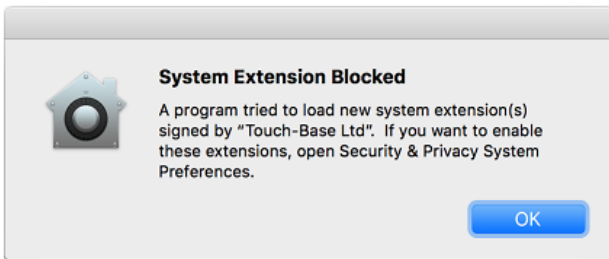 System Extension Blocked
A program tried to load new system extension(s)
signed by “Touch-Base Ltd”.  If you want to enable
these extensions, open Security & Privacy System
Preferences.
OK